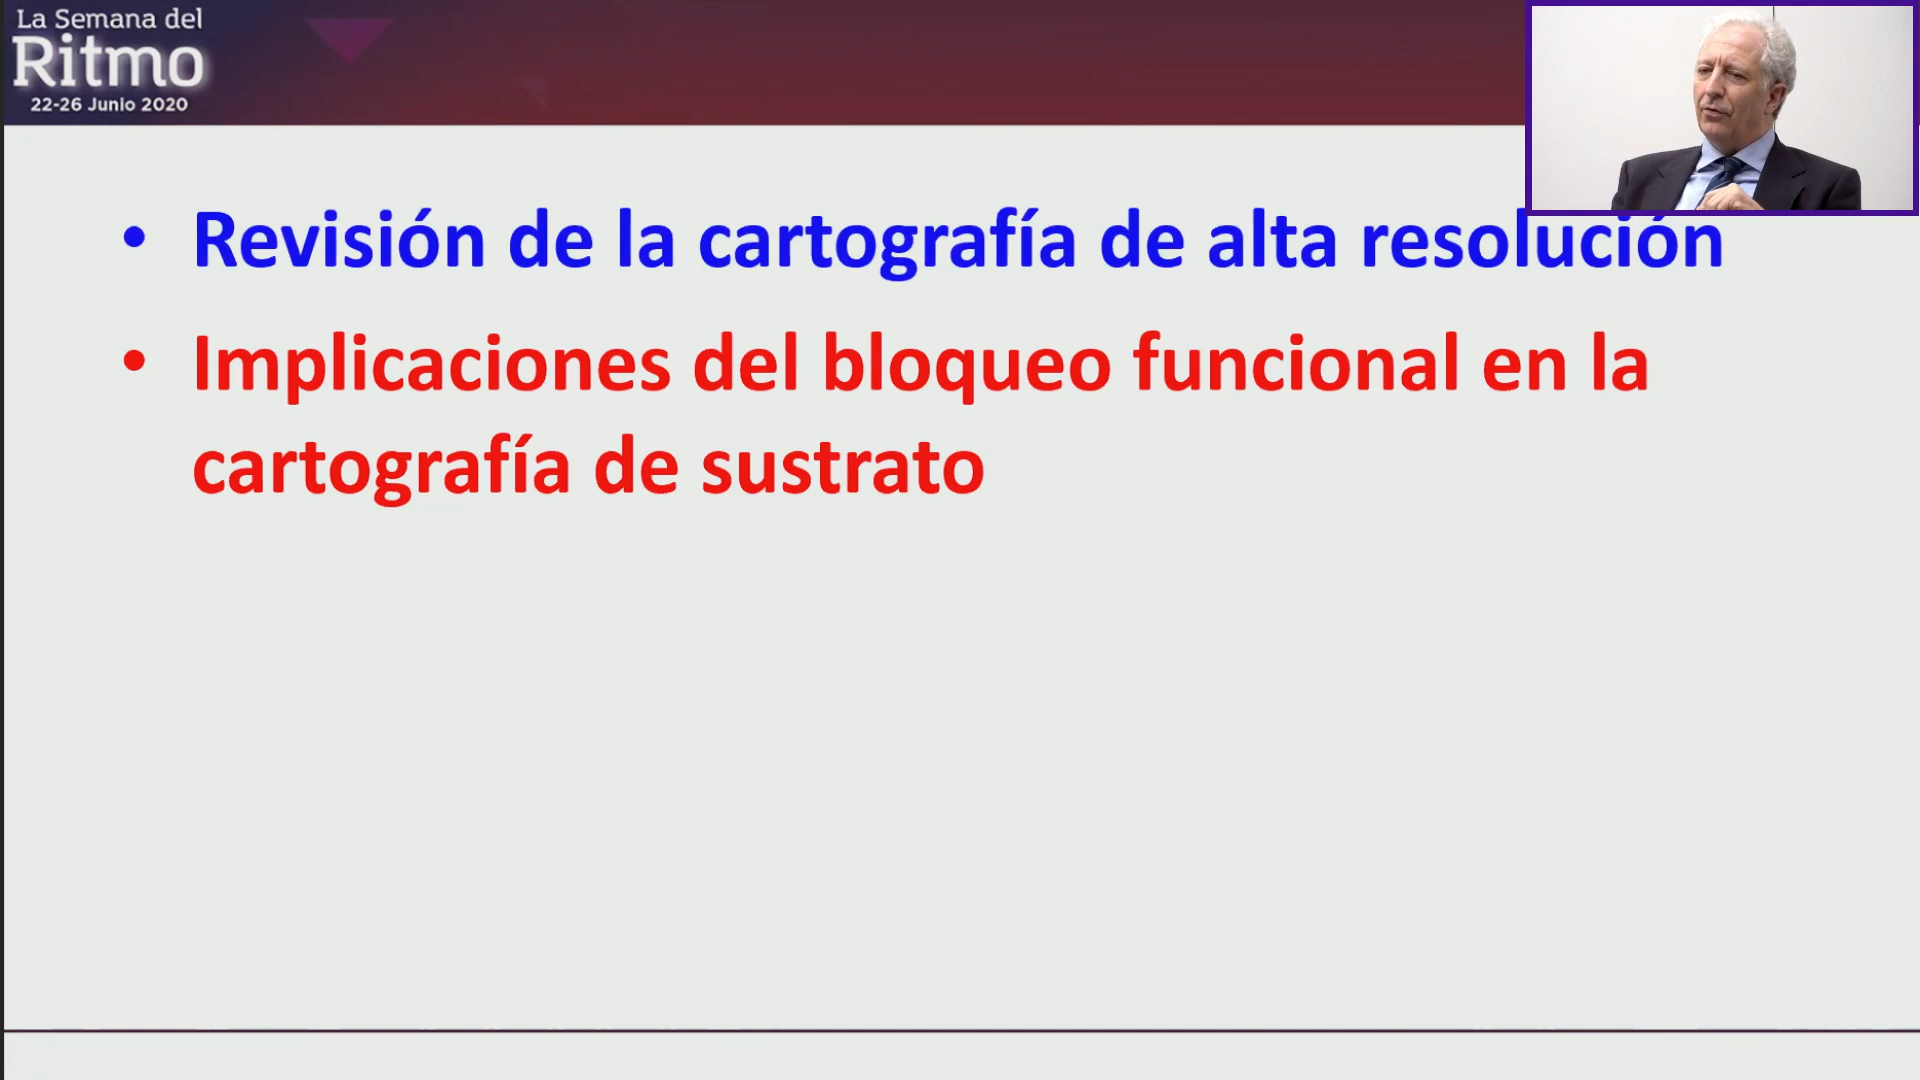 La Semana del
Ritmo
22-26 Junio 2020
• Revisión de la cartografía de alta resolución
• Implicaciones del bloqueo funcional en la
cartografía de sustrato